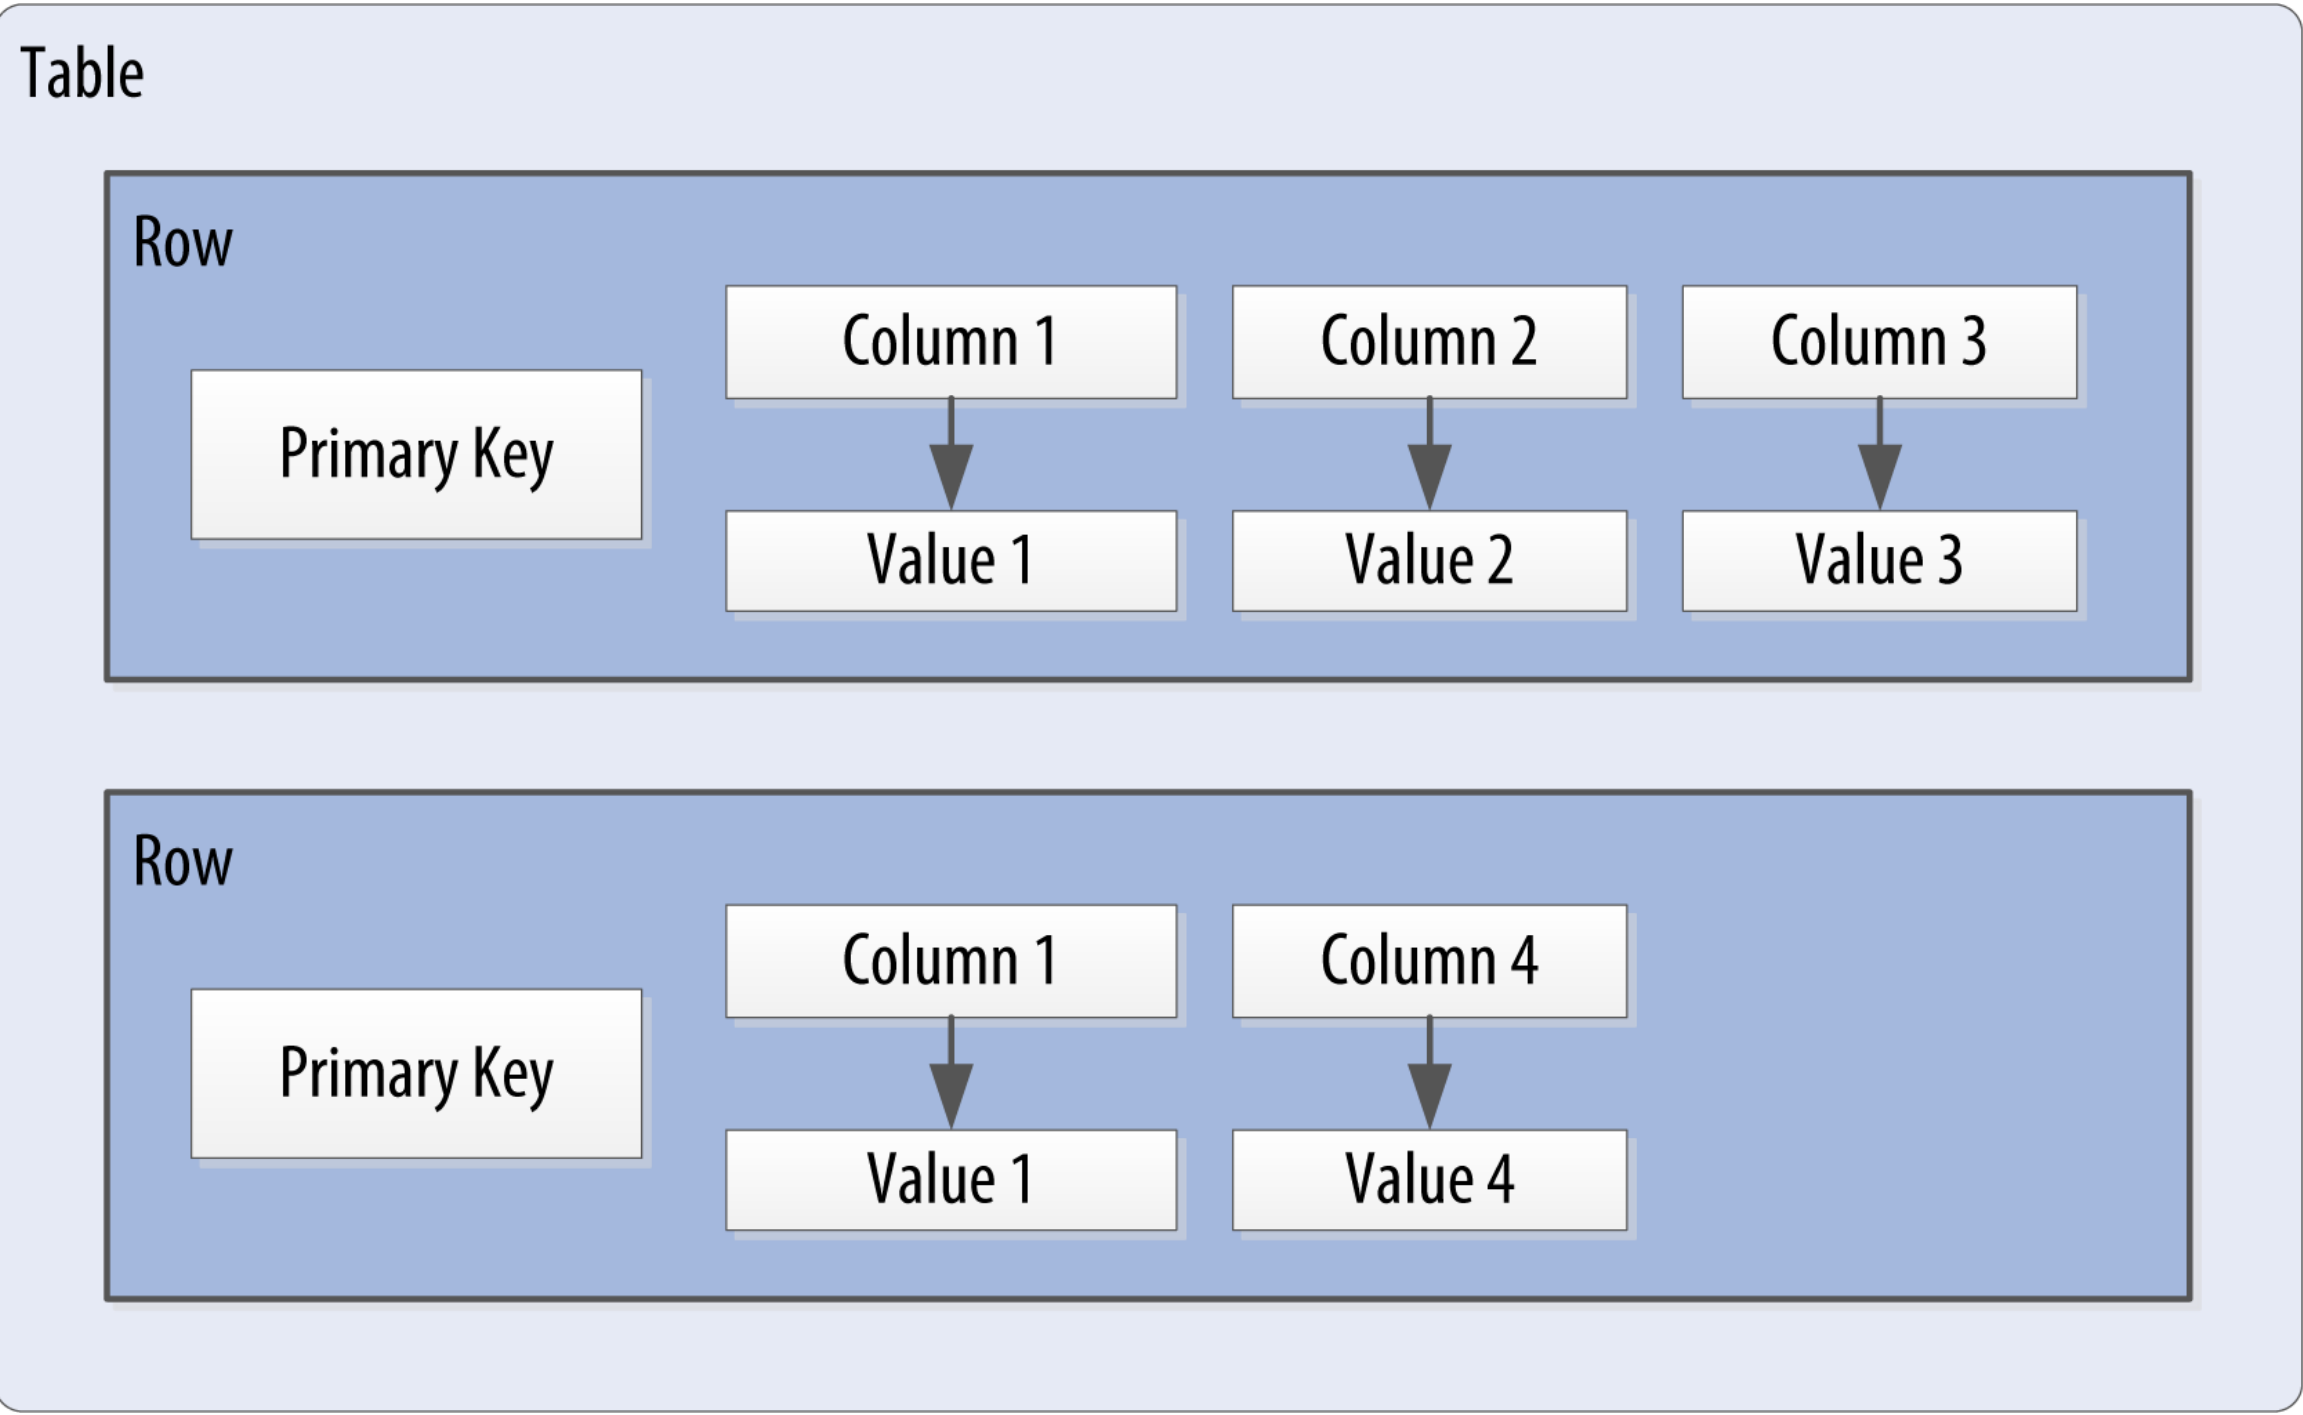 Table
Row
Column 1 Column 2 Column 3
Primary Key
Value 1 Value 2 Value 3
Row
Column 1 Column 4
Primary Key
Value 1 Value 4